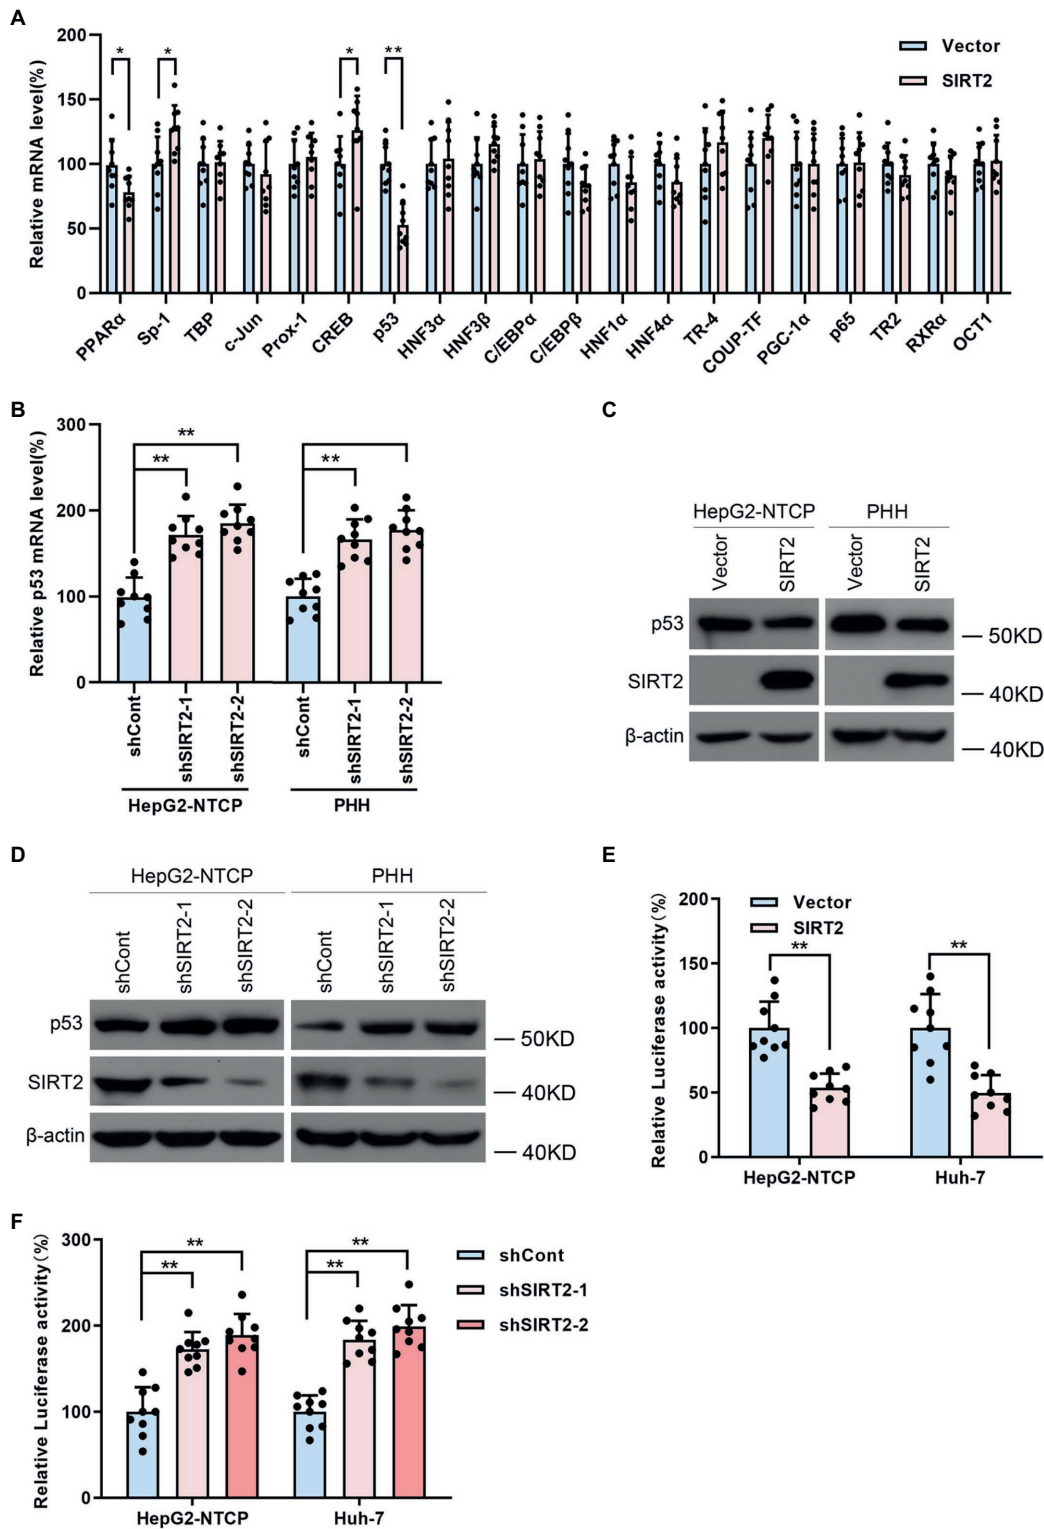 A
Relative mRNA level(%)
200
150
100
50
0
* * * **
Vector
SIRT2
PPARα Sp-1 TBP c-Jun Prox-1 CREB p53 HNF3α HNF3β C/EBPα C/EBPβ HNF1α HNF4α TR-4 COUP-TF PGC-1α p65 TR2 RXRα OCT1
B
Relative p53 mRNA level(%)
300
200
100
0
**
** **
shCont shSIRT2-1 shSIRT2-2 shCont shSIRT2-1 shSIRT2-2
HepG2-NTCP PHH
C
HepG2-NTCP PHH
Vector SIRT2 Vector SIRT2
p53
50KD
SIRT2
40KD
β-actin
40KD
D
HepG2-NTCP PHH
shCont shSIRT2-1 shSIRT2-2 shCont shSIRT2-1 shSIRT2-2
p53
50KD
SIRT2
40KD
β-actin
40KD
E
Relative Luciferase activity(%)
200
150
100
50
0
Vector
SIRT2
** **
HepG2-NTCP Huh-7
F
Relative Luciferase activity(%)
300
200
100
0
** **
** **
shCont
shSIRT2-1
shSIRT2-2
HepG2-NTCP Huh-7